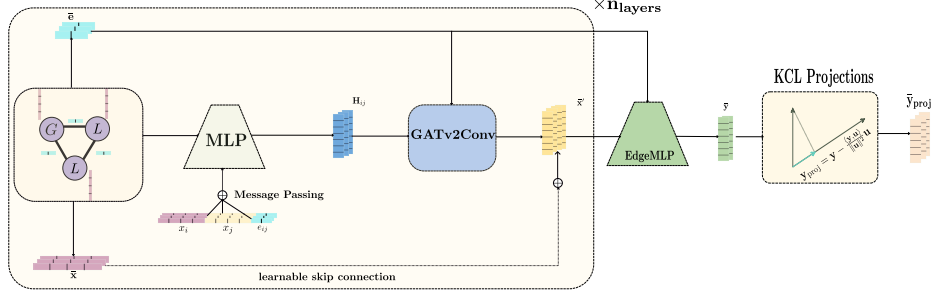 × n_layers
ē
G
L
L
x̄
MLP
Message Passing
x_i
x_j
e_ij
H_ij
GATv2Conv
x̄′
learnable skip connection
EdgeMLP
ȳ
KCL Projections
y_proj = y − (y,u)/||u||² u
ȳ_proj